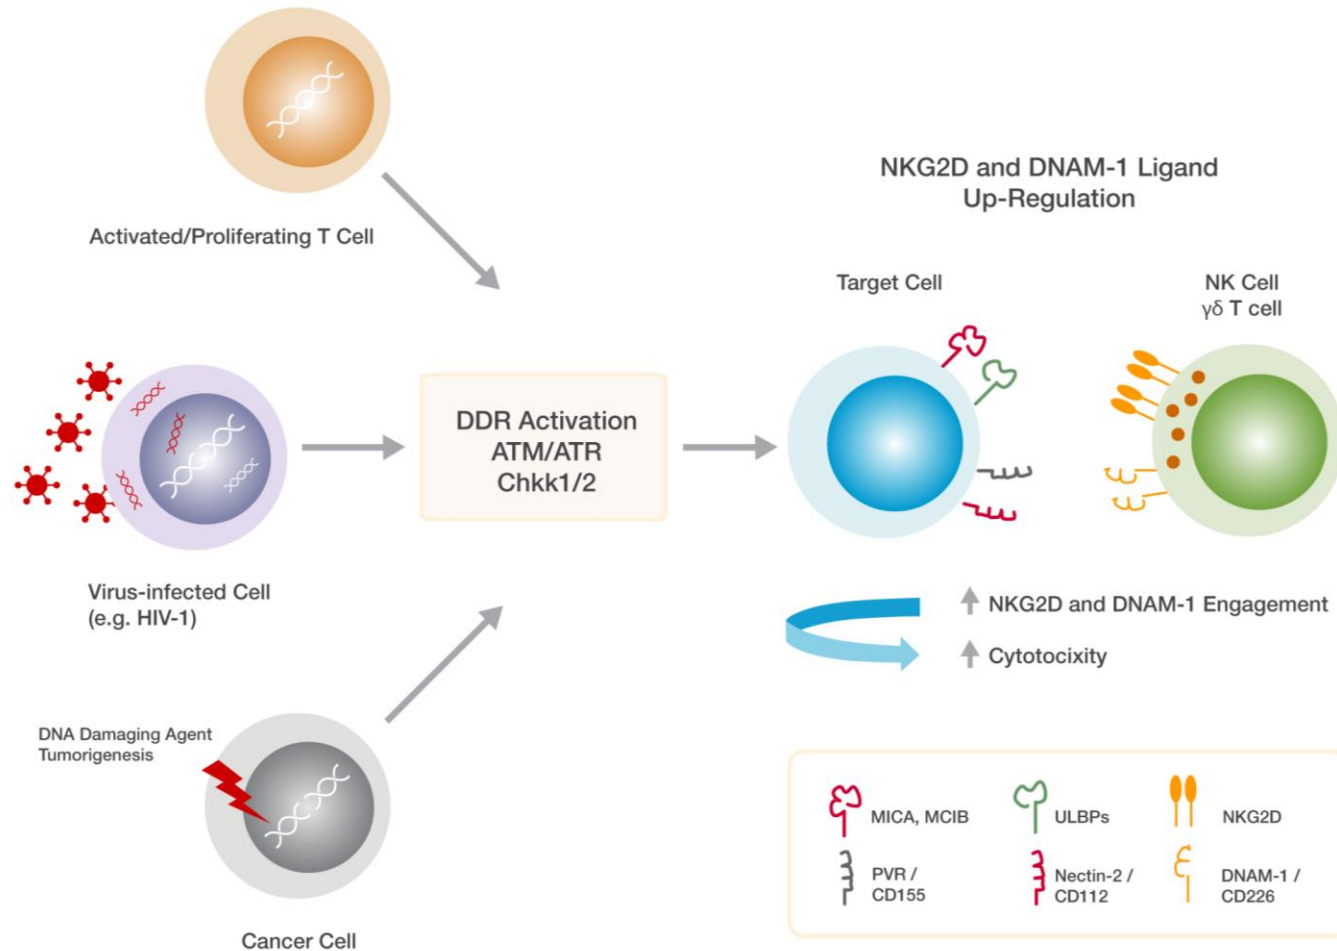 Activated/Proliferating T Cell
Virus-infected Cell
(e.g. HIV-1)
DNA Damaging Agent
Tumorigenesis
Cancer Cell
DDR Activation
ATM/ATR
Chkk1/2
NKG2D and DNAM-1 Ligand
Up-Regulation
Target Cell
NK Cell
γδ T cell
NKG2D and DNAM-1 Engagement
Cytotocixity
MICA, MCIB
ULBPs
NKG2D
PVR /
CD155
Nectin-2 /
CD112
DNAM-1 /
CD226